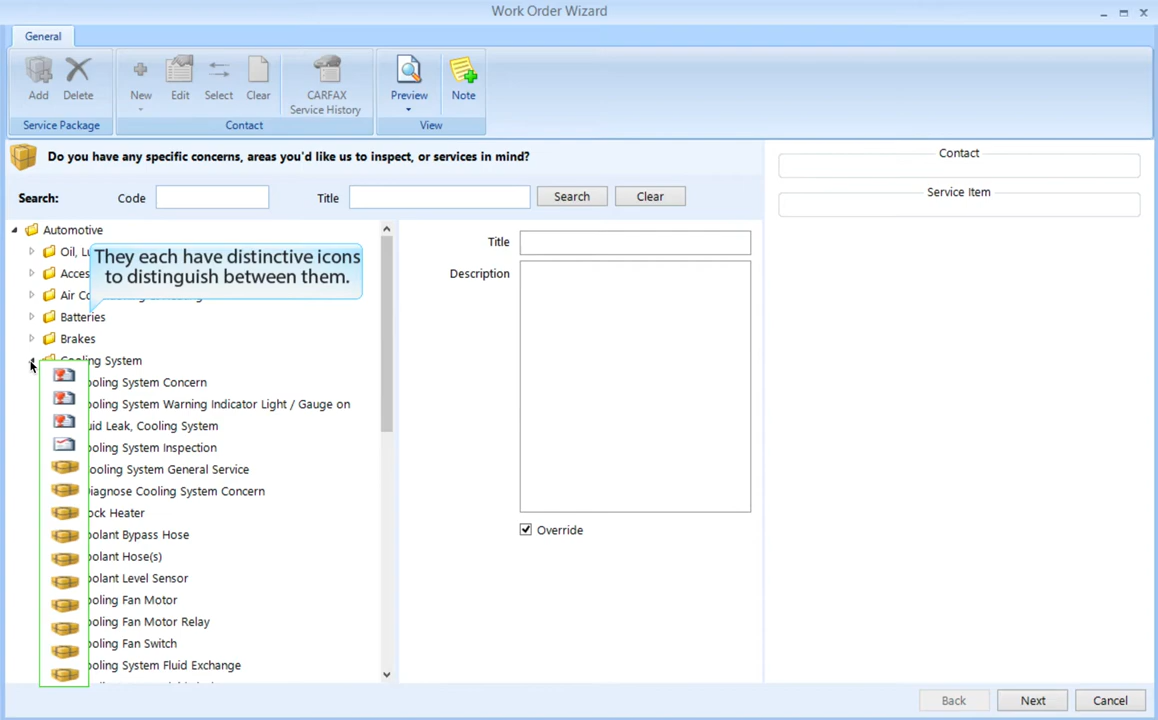 Work Order Wizard
General
Add
Delete
New
Edit
Select
Clear
CARFAX
Service History
Preview
Note
Service Package
Contact
View
Do you have any specific concerns, areas you'd like us to inspect, or services in mind?
Search:
Code
Title
Search
Clear
Contact
Service Item
Automotive
Oil, Lu
They each have distinctive icons
to distinguish between them.
Acces
Air Co
Batteries
Brakes
Cooling System
ooling System Concern
ooling System Warning Indicator Light / Gauge on
uid Leak, Cooling System
ooling System Inspection
ooling System General Service
iagnose Cooling System Concern
ock Heater
oolant Bypass Hose
oolant Hose(s)
oolant Level Sensor
ooling Fan Motor
ooling Fan Motor Relay
ooling Fan Switch
ooling System Fluid Exchange
Title
Description
Override
Back
Next
Cancel